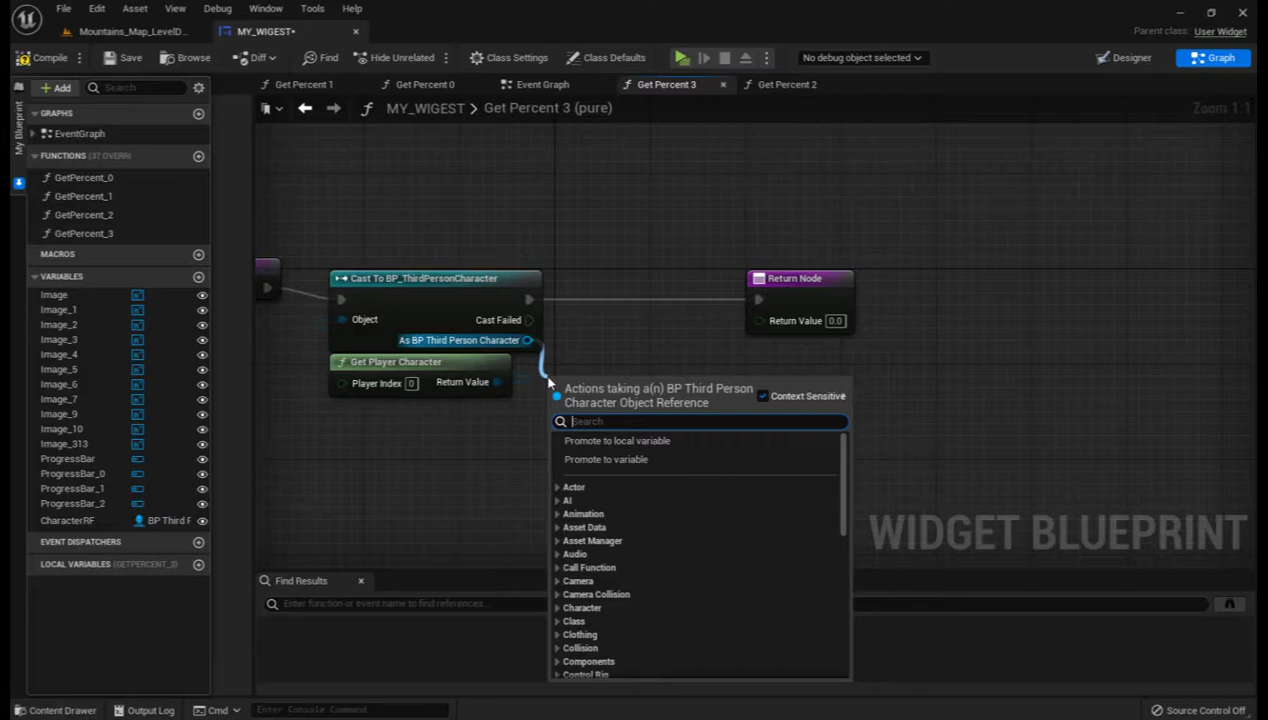 File Edit Asset View Debug Window Tools Help
Mountains_Map_LevelD... MY_WIGEST*
Parent class: User Widget
Compile Save Browse Diff Find Hide Unrelated Class Settings Class Defaults No debug object selected Designer Graph
My Blueprint
Add Search
Get Percent 1 Get Percent 0 Event Graph Get Percent 3 Get Percent 2
MY_WIGEST > Get Percent 3 (pure) Zoom 1:1
GRAPHS
EventGraph
FUNCTIONS (37 OVERRI
GetPercent_0
GetPercent_1
GetPercent_2
GetPercent_3
MACROS
VARIABLES
Image
Image_1
Image_2
Image_3
Image_4
Image_5
Image_6
Image_7
Image_9
Image_10
Image_313
ProgressBar
ProgressBar_0
ProgressBar_1
ProgressBar_2
CharacterRF BP Third F
EVENT DISPATCHERS
LOCAL VARIABLES (GETPERCENT_3)
Cast To BP_ThirdPersonCharacter
Object
Cast Failed
As BP Third Person Character
Get Player Character
Player Index 0 Return Value
Return Node
Return Value 0.0
Actions taking a(n) BP Third Person
Character Object Reference
Context Sensitive
Search
Promote to local variable
Promote to variable
Actor
AI
Animation
Asset Data
Asset Manager
Audio
Call Function
Camera
Camera Collision
Character
Class
Clothing
Collision
Components
Control Rig
WIDGET BLUEPRINT
Find Results
Enter function or event name to find references...
Content Drawer Output Log Cmd Enter Console Command Source Control Off